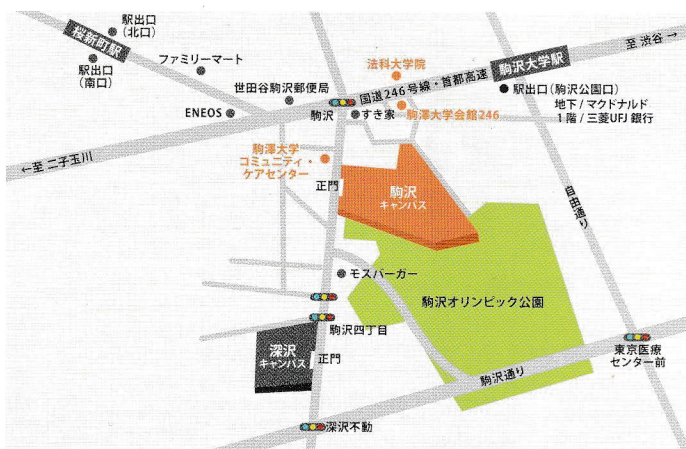 駅出口
(北口)
桜新町駅
駅出口
(南口)
ファミリーマート
世田谷駒沢郵便局
ENEOS
法科大学院
国道246号線・首都高速
駒沢大学駅
至 渋谷→
駅出口(駒沢公園口)
地下/マクドナルド
1階/三菱UFJ 銀行
駒沢
すき家
駒澤大学会館246
←至 二子玉川
駒澤大学
コミュニティ・
ケアセンター
正門
駒沢
キャンパス
自由通り
モスバーガー
駒沢オリンピック公園
駒沢四丁目
深沢
キャンパス
正門
駒沢通り
東京医療
センター前
深沢不動